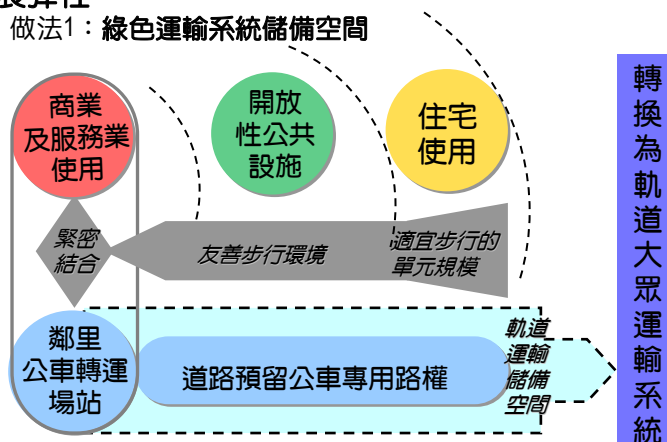 做法1：綠色運輸系統儲備空間
商業
及服務業
使用
開放
性公共
設施
住宅
使用
緊密
結合
友善步行環境
適宜步行的
單元規模
鄰里
公車轉運
場站
道路預留公車專用路權
軌道
運輸
儲備
空間
轉換為軌道大眾運輸系統